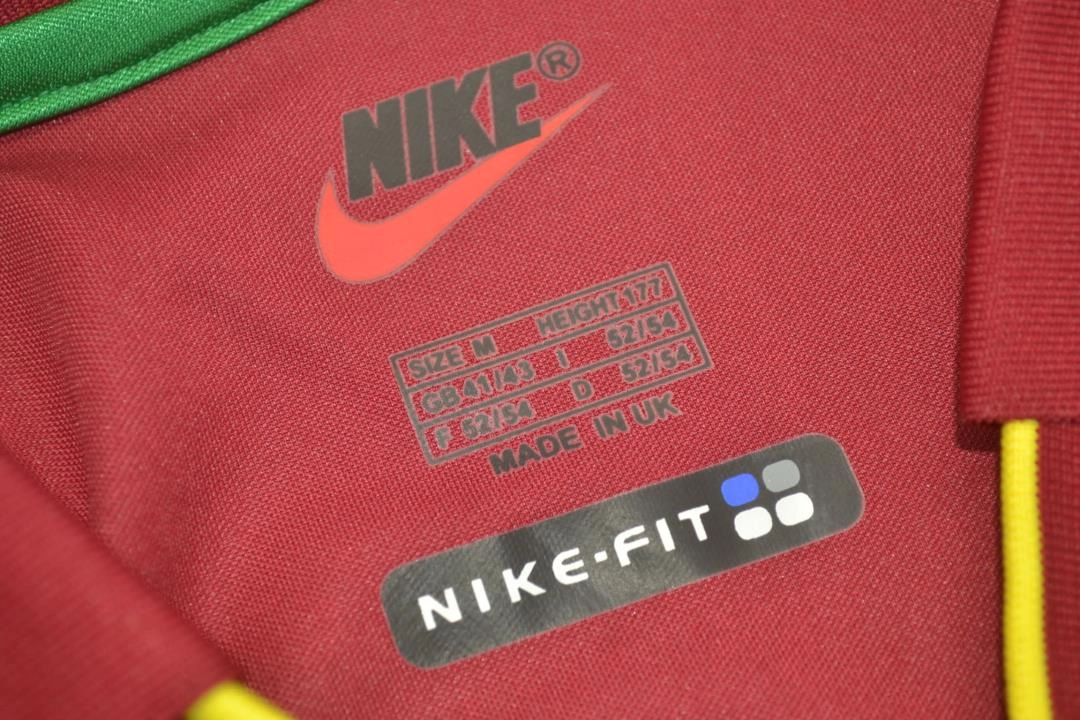 NIKE®
SIZE M HEIGHT 177
GB 41/43 I 52/54
F 52/54 D 52/54
MADE IN UK
NIKE-FIT